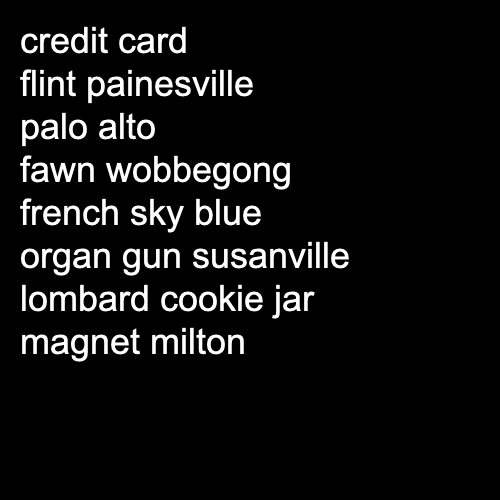 credit card
flint painesville
palo alto
fawn wobbegong
french sky blue
organ gun susanville
lombard cookie jar
magnet milton